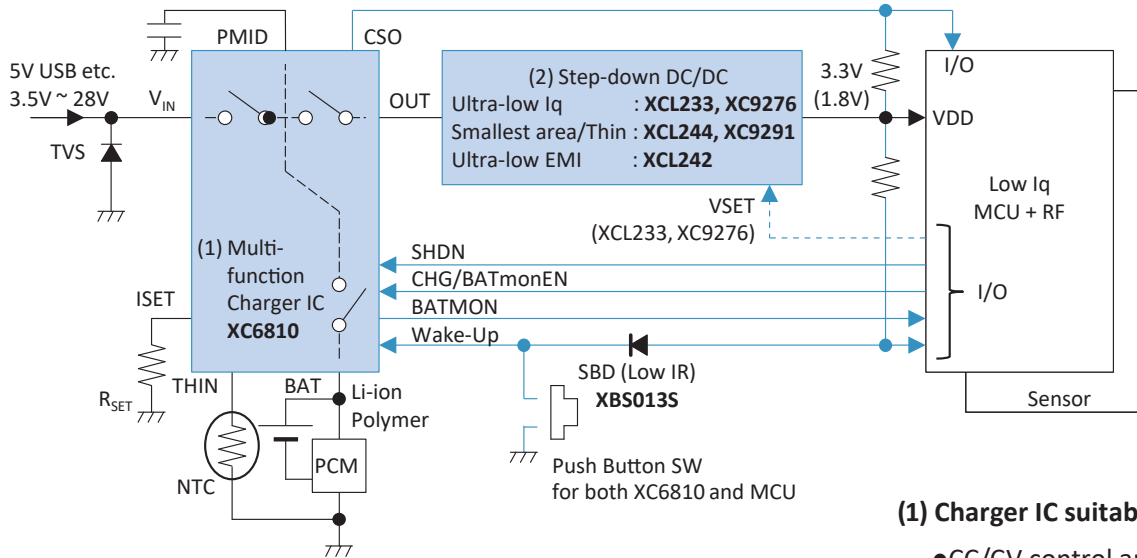 PMID
CSO
5V USB etc.
3.5V ~ 28V
VIN
TVS
OUT
(2) Step-down DC/DC
Ultra-low Iq : XCL233, XC9276
Smallest area/Thin : XCL244, XC9291
Ultra-low EMI : XCL242
3.3V
(1.8V)
I/O
VDD
Low Iq
MCU + RF
VSET
(XCL233, XC9276)
(1) Multi-
function
Charger IC
XC6810
SHDN
CHG/BATmonEN
BATMON
Wake-Up
I/O
ISET
RSET
THIN
BAT
Li-ion
Polymer
SBD (Low IR)
XBS013S
Sensor
NTC
PCM
Push Button SW
for both XC6810 and MCU
(1) Charger IC suitab